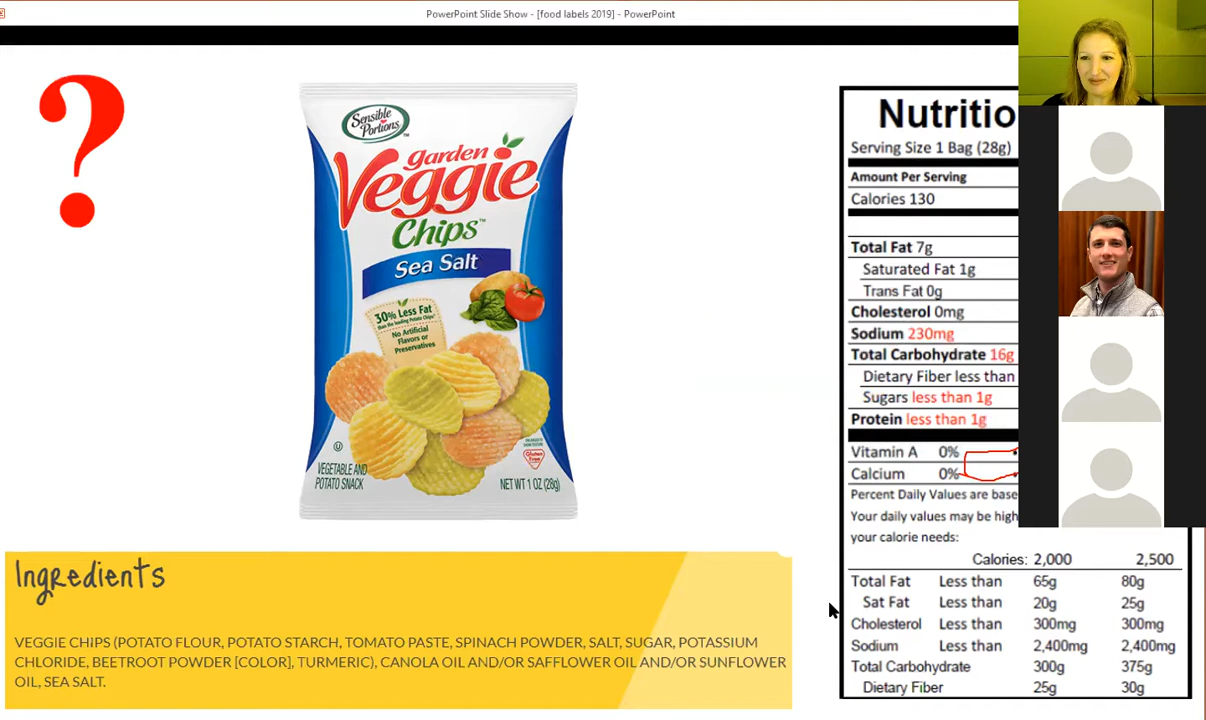 PowerPoint Slide Show - [food labels 2019] - PowerPoint
?
Sensible
Portions™
garden
Veggie
Chips™
Sea Salt
30% Less Fat
than the leading Potato Chips*
No Artificial
Flavors or
Preservatives
Gluten
Free
VEGETABLE AND
POTATO SNACK
NET WT 1 OZ (28g)
Nutritio
Serving Size 1 Bag (28g)
Amount Per Serving
Calories 130
Total Fat 7g
Saturated Fat 1g
Trans Fat 0g
Cholesterol 0mg
Sodium 230mg
Total Carbohydrate 16g
Dietary Fiber less than
Sugars less than 1g
Protein less than 1g
Vitamin A 0% •
Calcium 0% •
Percent Daily Values are base
Your daily values may be high
your calorie needs:
Calories: 2,000 2,500
Total Fat Less than 65g 80g
Sat Fat Less than 20g 25g
Cholesterol Less than 300mg 300mg
Sodium Less than 2,400mg 2,400mg
Total Carbohydrate 300g 375g
Dietary Fiber 25g 30g
Ingredients
VEGGIE CHIPS (POTATO FLOUR, POTATO STARCH, TOMATO PASTE, SPINACH POWDER, SALT, SUGAR, POTASSIUM
CHLORIDE, BEETROOT POWDER [COLOR], TURMERIC), CANOLA OIL AND/OR SAFFLOWER OIL AND/OR SUNFLOWER
OIL, SEA SALT.